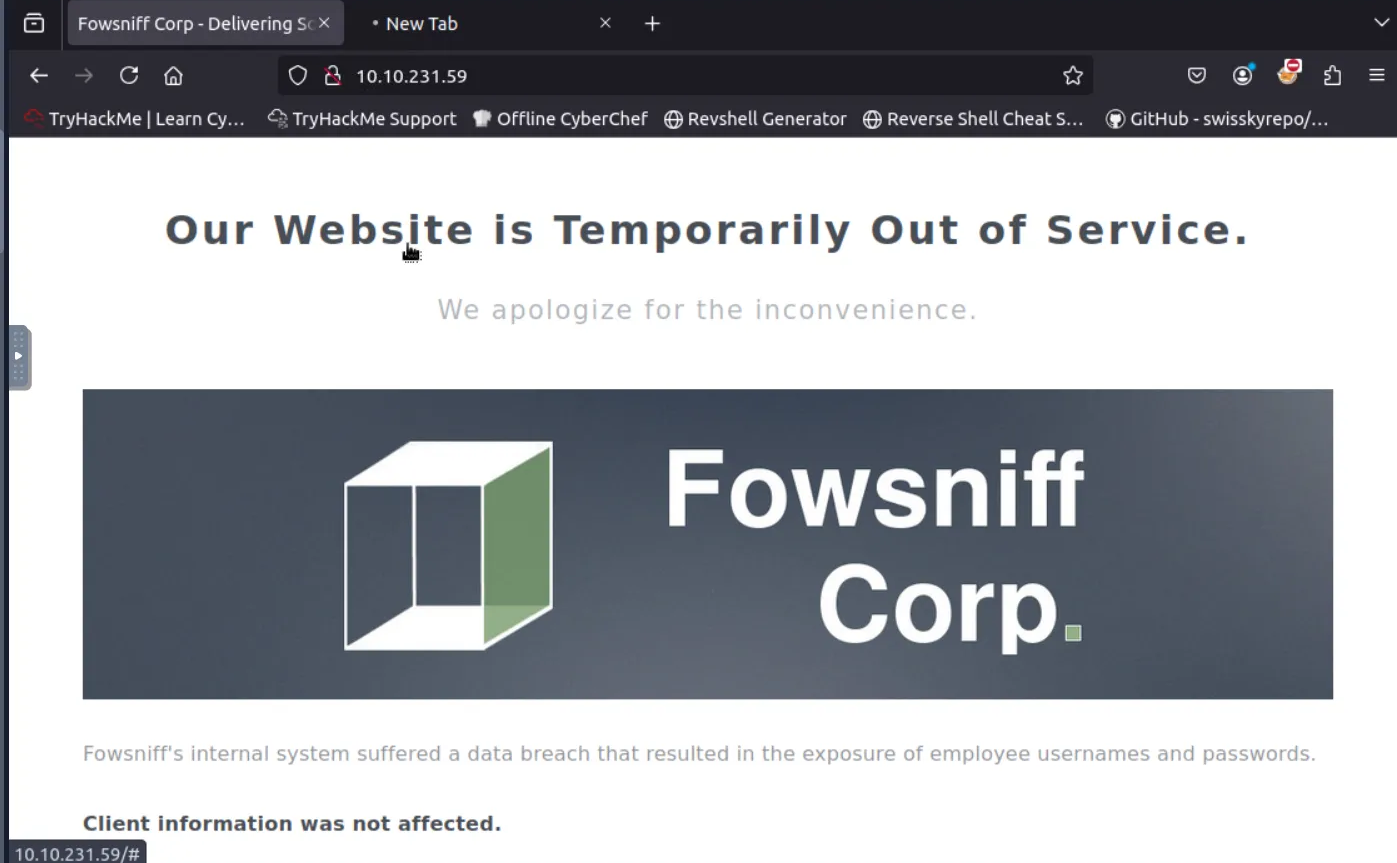 Fowsniff Corp - Delivering So
New Tab
10.10.231.59
TryHackMe | Learn Cy...
TryHackMe Support
Offline CyberChef
Revshell Generator
Reverse Shell Cheat S...
GitHub - swisskyrepo/...
Our Website is Temporarily Out of Service.
We apologize for the inconvenience.
Fowsniff
Corp.
Fowsniff's internal system suffered a data breach that resulted in the exposure of employee usernames and passwords.
Client information was not affected.
10.10.231.59/#